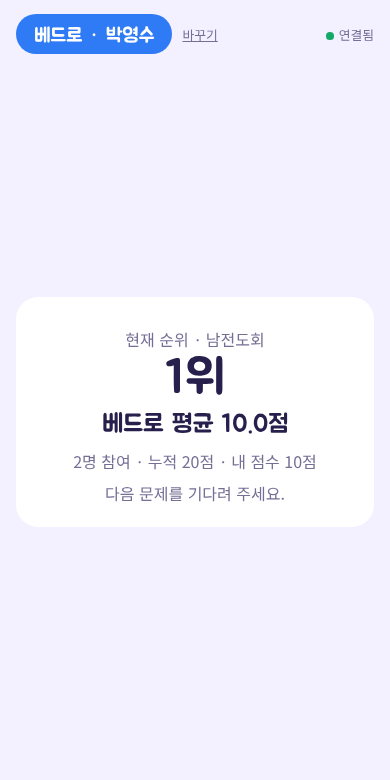 베드로 · 박영수 바꾸기 연결됨
현재 순위 · 남전도회
1위
베드로 평균 10.0점
2명 참여 · 누적 20점 · 내 점수 10점
다음 문제를 기다려 주세요.